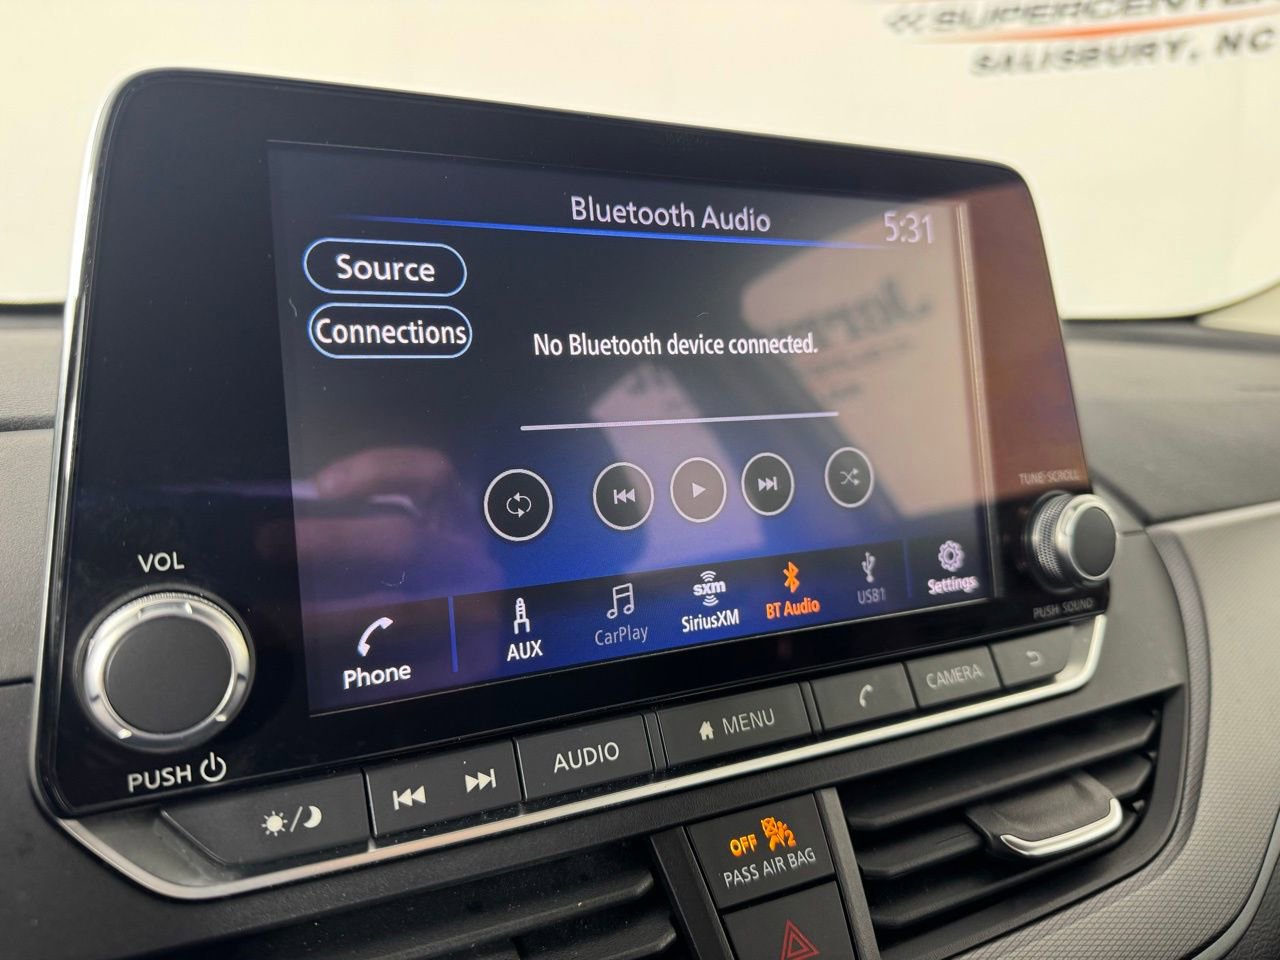 SUPERCENTER
SALISBURY, NC
Bluetooth Audio
5:31
Source
Connections
No Bluetooth device connected.
TUNE·SCROLL
VOL
PUSH
PUSH SOUND
Phone
AUX
CarPlay
sxm
SiriusXM
BT Audio
USB1
Settings
AUDIO
MENU
CAMERA
OFF
2
PASS AIR BAG